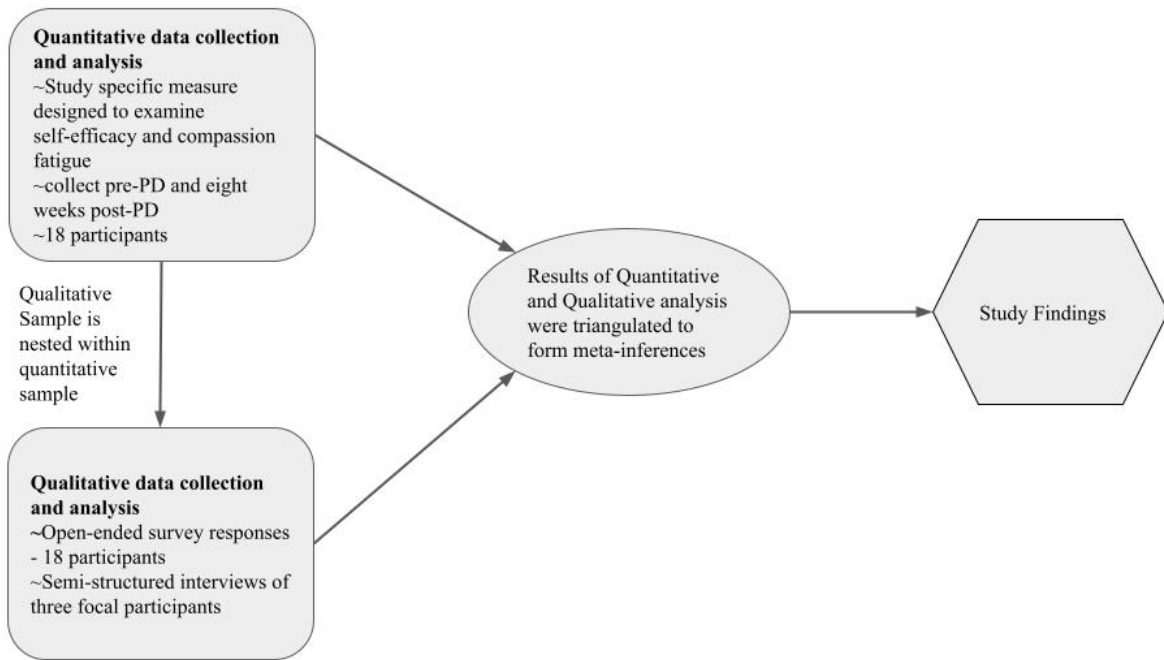 Quantitative data collection
and analysis
~Study specific measure
designed to examine
self-efficacy and compassion
fatigue
~collect pre-PD and eight
weeks post-PD
~18 participants
Qualitative
Sample is
nested within
quantitative
sample
Qualitative data collection
and analysis
~Open-ended survey responses
- 18 participants
~Semi-structured interviews of
three focal participants
Results of Quantitative
and Qualitative analysis
were triangulated to
form meta-inferences
Study Findings